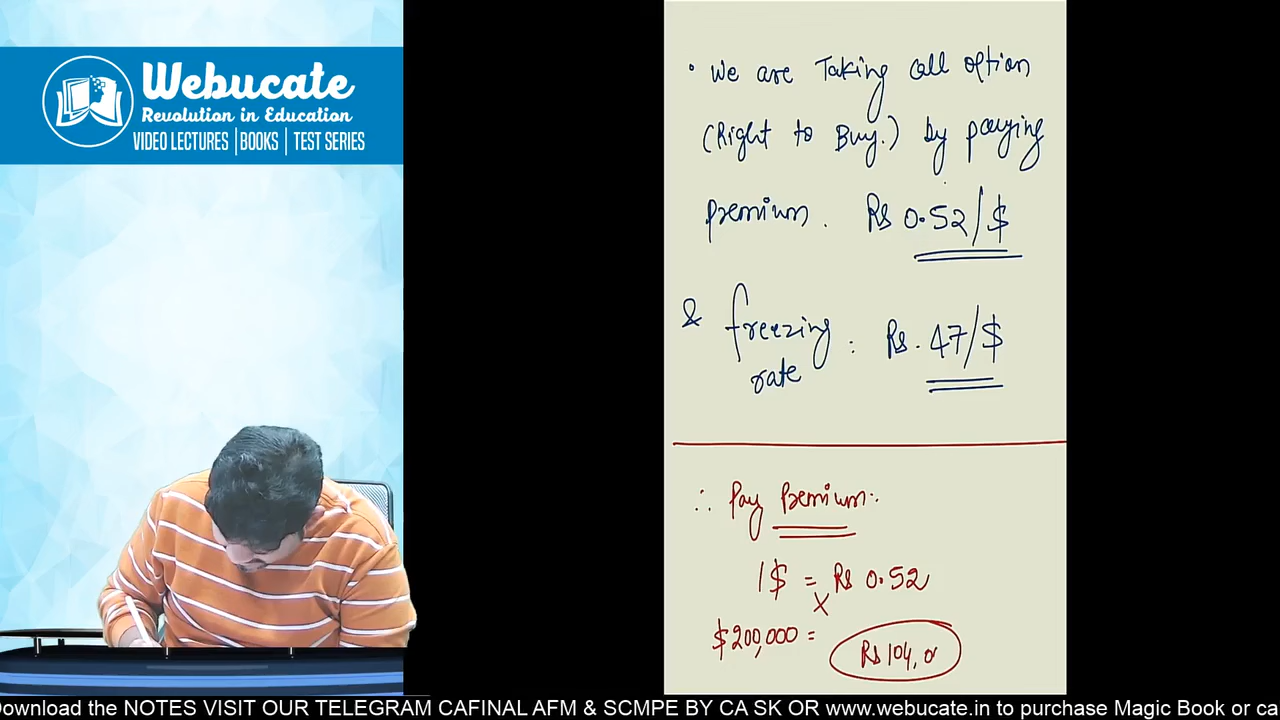 Webucate
Revolution in Education
VIDEO LECTURES | BOOKS | TEST SERIES
• We are Taking Call option
(Right to Buy.) by paying
premium. Rs 0.52/$
& freezing rate : Rs. 47/$
∴ Pay Premium:
1$ = Rs 0.52
x
$200,000 = Rs 104,0
Download the NOTES VISIT OUR TELEGRAM CAFINAL AFM & SCMPE BY CA SK OR www.webucate.in to purchase Magic Book or ca